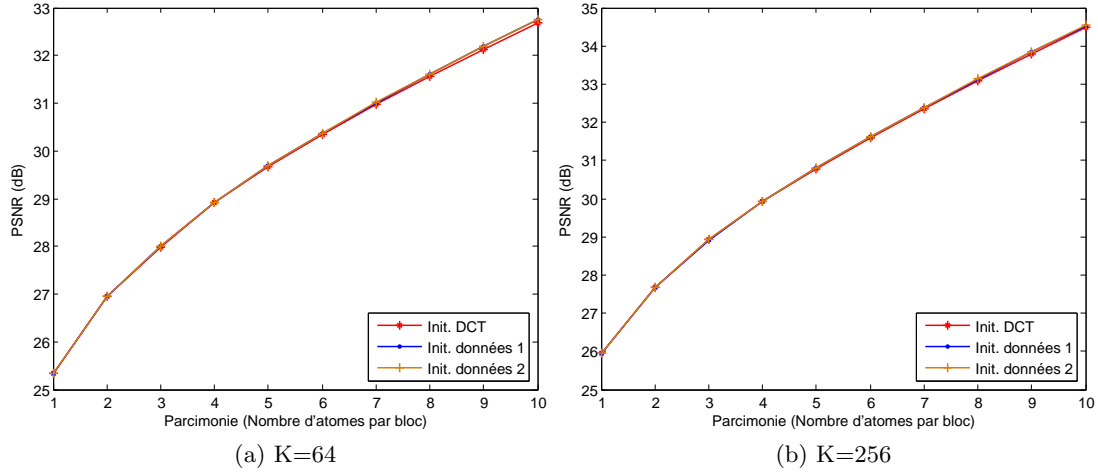 33
32
31
30
29
28
27
26
25
PSNR (dB)
1 2 3 4 5 6 7 8 9 10
Parcimonie (Nombre d'atomes par bloc)
Init. DCT
Init. données 1
Init. données 2
(a) K=64
35
34
33
32
31
30
29
28
27
26
25
PSNR (dB)
1 2 3 4 5 6 7 8 9 10
Parcimonie (Nombre d'atomes par bloc)
Init. DCT
Init. données 1
Init. données 2
(b) K=256